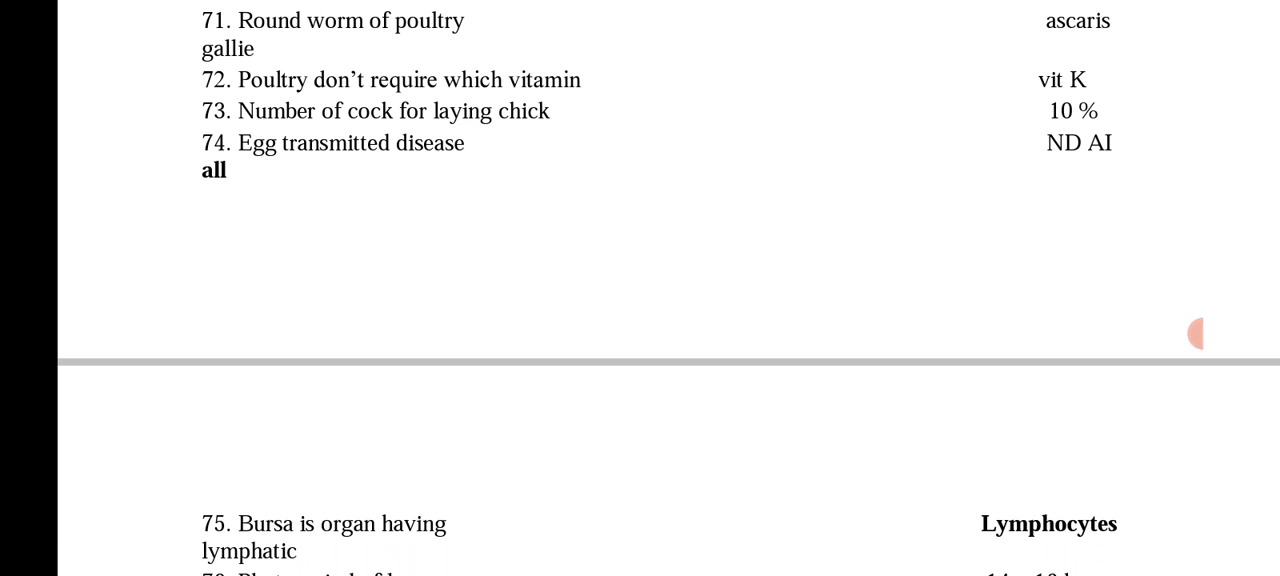 71. Round worm of poultry ascaris
gallie
72. Poultry don’t require which vitamin vit K
73. Number of cock for laying chick 10 %
74. Egg transmitted disease ND AI
all
75. Bursa is organ having Lymphocytes
lymphatic